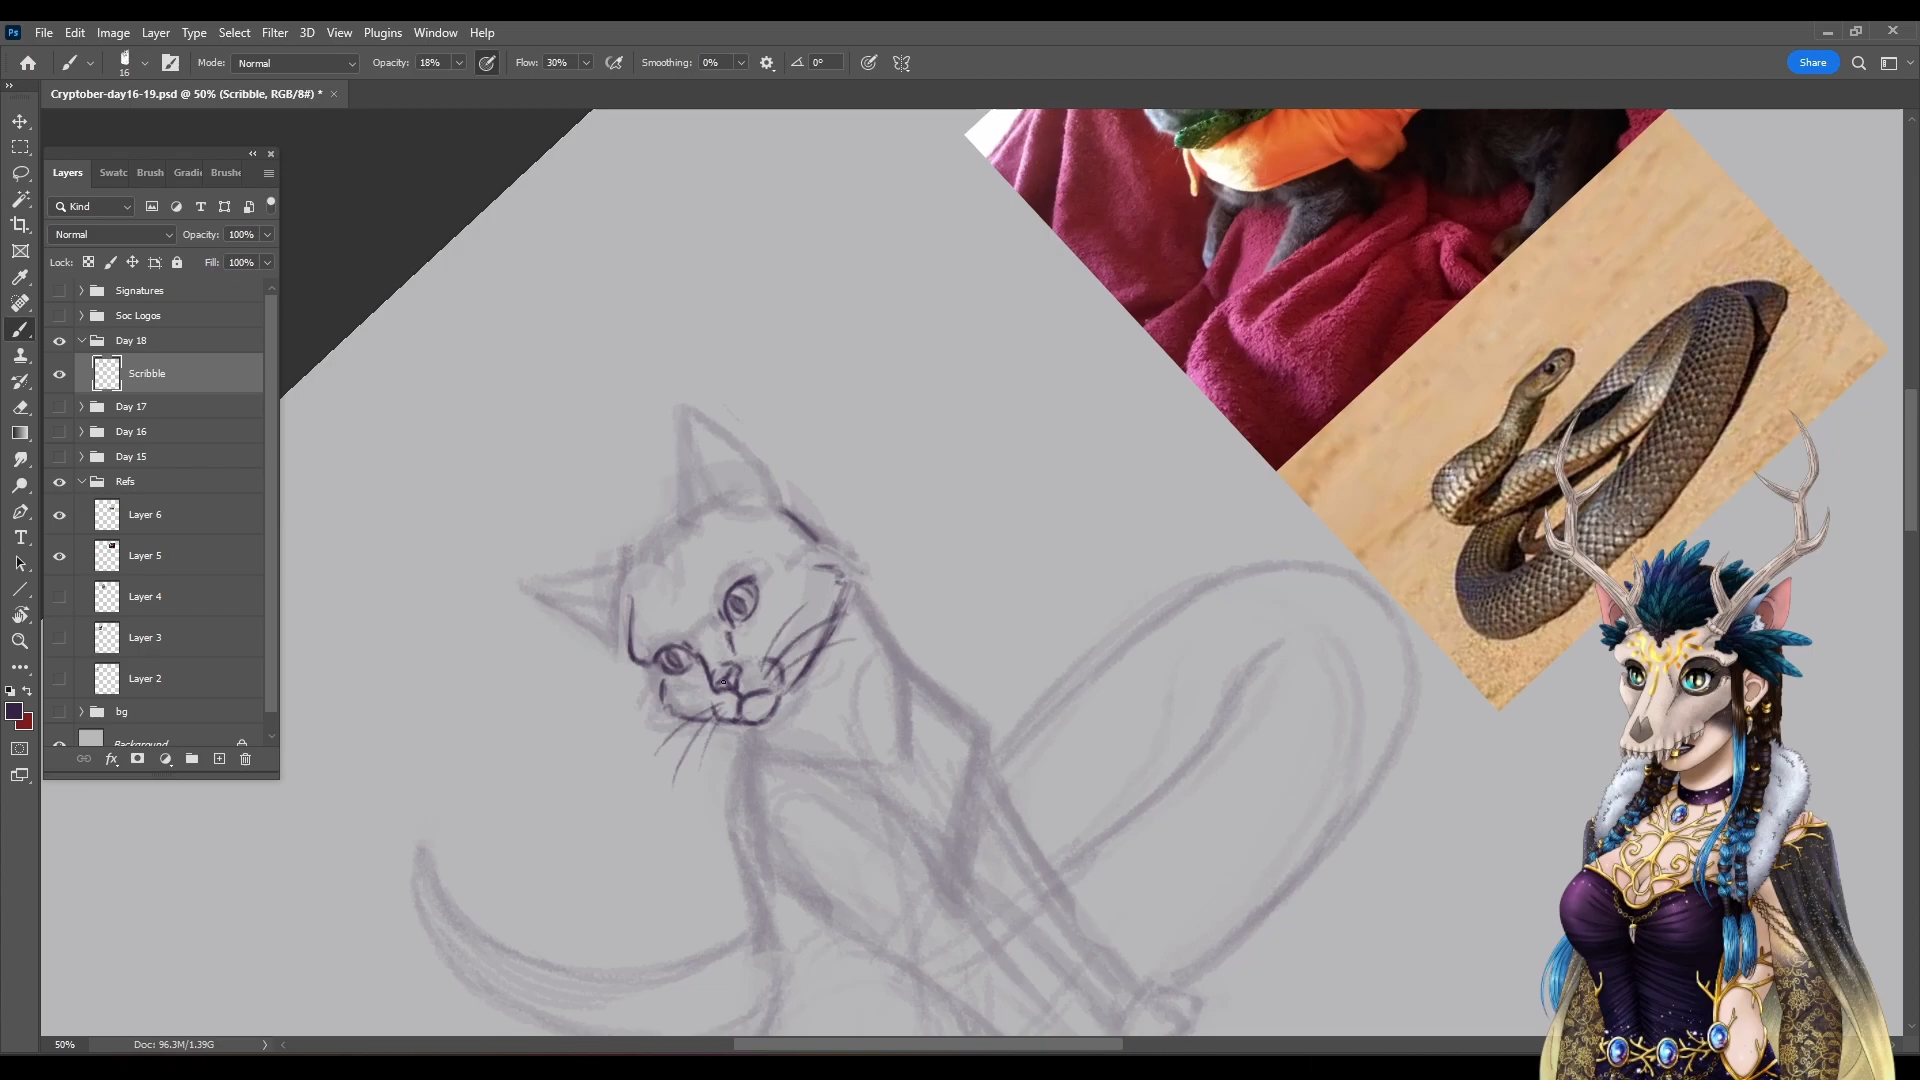 Ps File Edit Image Layer Type Select Filter 3D View Plugins Window Help
16 Mode: Normal Opacity: 18% Flow: 30% Smoothing: 0% 0° Share
Cryptober-day16-19.psd @ 50% (Scribble, RGB/8#) *
Layers Swatc Brush Gradi Brushe
Kind
Normal Opacity: 100%
Lock: Fill: 100%
Signatures
Soc Logos
Day 18
Scribble
Day 17
Day 16
Day 15
Refs
Layer 6
Layer 5
Layer 4
Layer 3
Layer 2
bg
Background
fx
50% Doc: 96.3M/1.39G